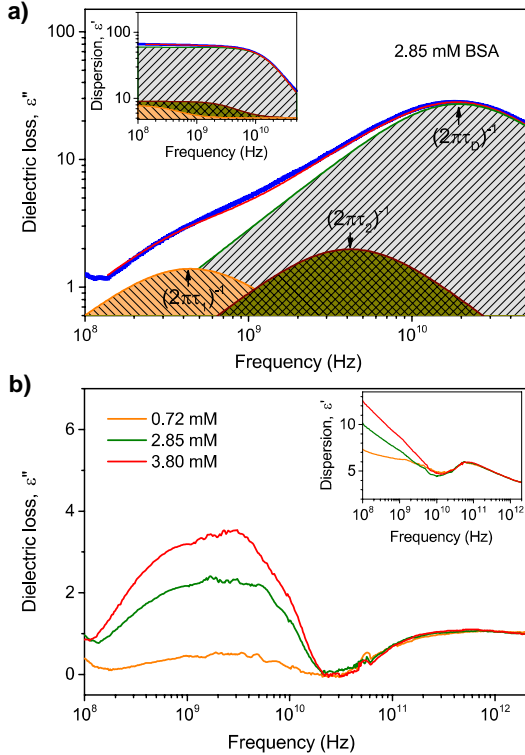 a)
2.85 mM BSA
Dielectric loss, ε''
100
10
1
10⁸
10⁹
10¹⁰
Frequency (Hz)
(2πτ_D)⁻¹
(2πτ₂)⁻¹
(2πτ₁)⁻¹
Dispersion, ε'
100
10
10⁸
10⁹
10¹⁰
Frequency (Hz)
b)
Dielectric loss, ε''
6
4
2
0
0.72 mM
2.85 mM
3.80 mM
Dispersion, ε'
10
5
10⁸
10⁹
10¹⁰
10¹¹
10¹²
Frequency (Hz)
10⁸
10⁹
10¹⁰
10¹¹
10¹²
Frequency (Hz)